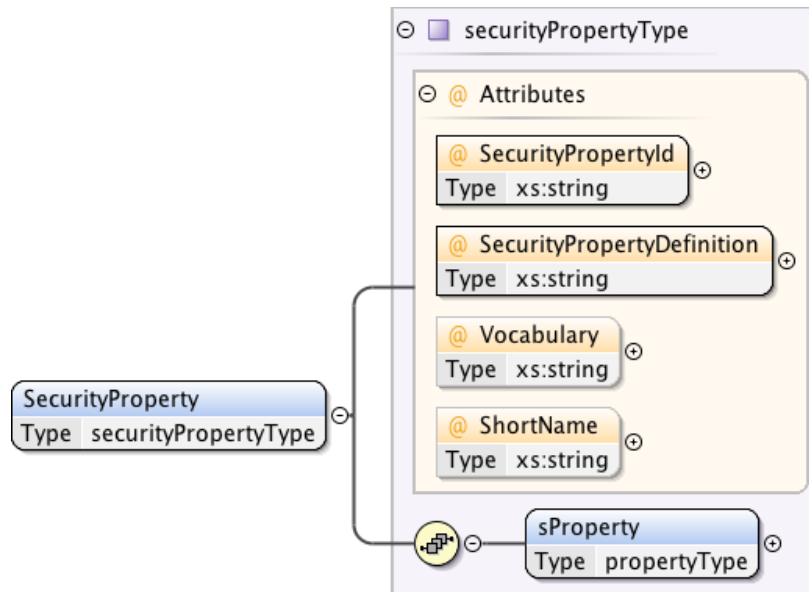 securityPropertyType
@ Attributes
@ SecurityPropertyId
Type xs:string
@ SecurityPropertyDefinition
Type xs:string
@ Vocabulary
Type xs:string
@ ShortName
Type xs:string
SecurityProperty
Type securityPropertyType
sProperty
Type propertyType